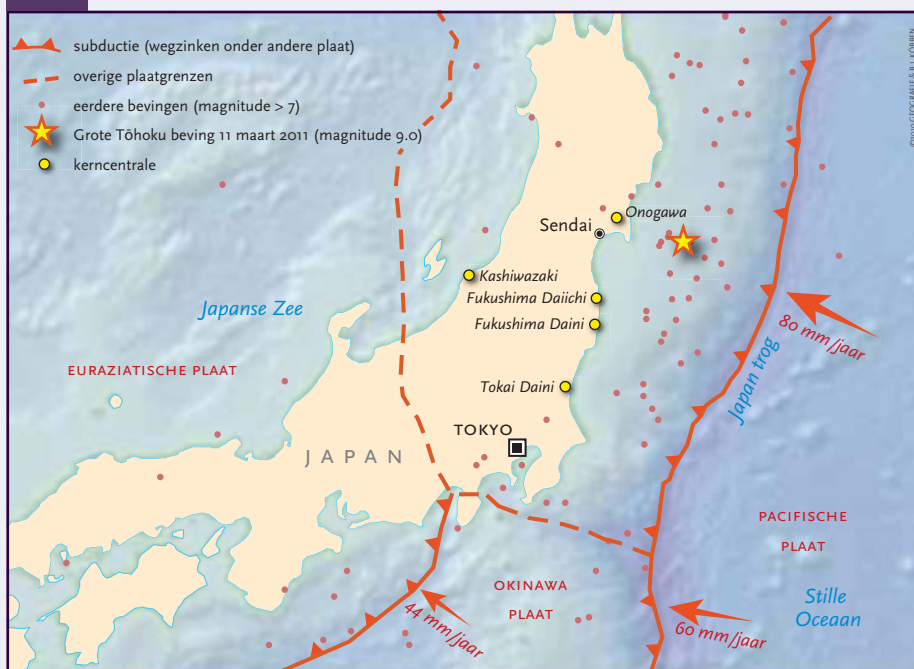 subductie (wegzinken onder andere plaat)
overige plaatgrenzen
eerdere bevingen (magnitude > 7)
Grote Tōhoku beving 11 maart 2011 (magnitude 9.0)
kerncentrale
Onogawa
Sendai
Kashiwazaki
Fukushima Daiichi
Japanse Zee
Fukushima Daini
80 mm/jaar
EURAZIATISCHE PLAAT
Japan trog
Tokai Daini
TOKYO
JAPAN
PACIFISCHE
PLAAT
OKINAWA
PLAAT
44 mm/jaar
Stille
Oceaan
60 mm/jaar